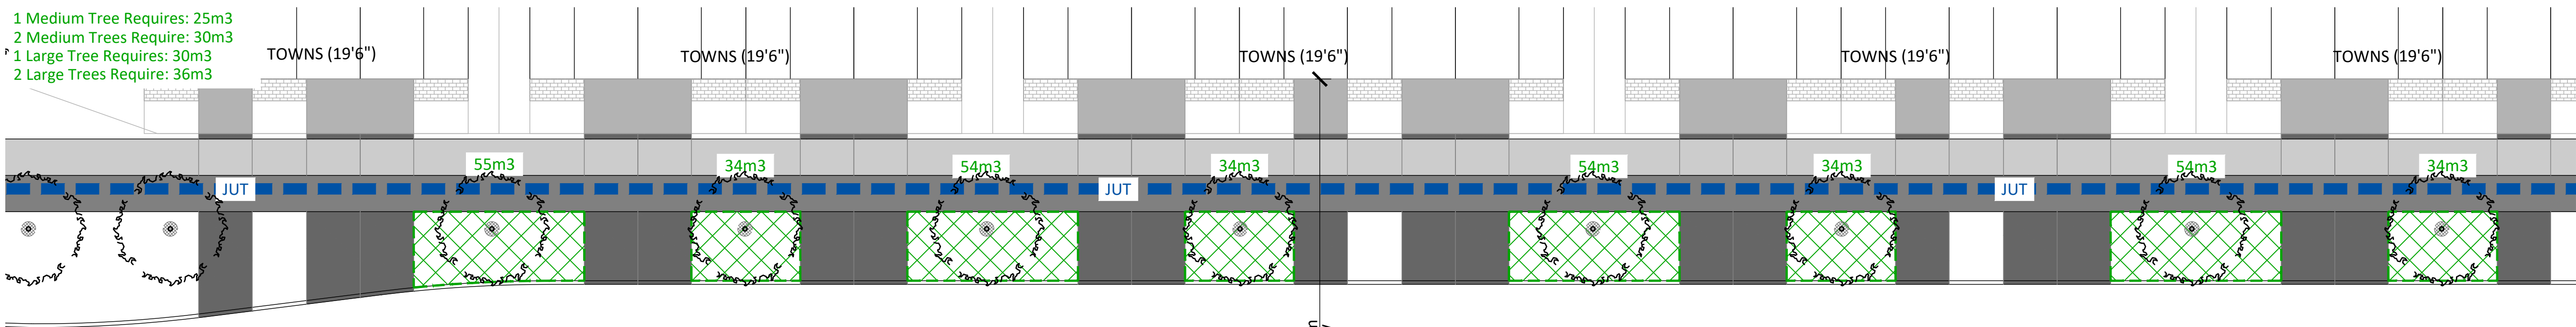 1 Medium Tree Requires: 25m3
2 Medium Trees Require: 30m3
1 Large Tree Requires: 30m3
2 Large Trees Require: 36m3
TOWNS (19'6")
TOWNS (19'6")
TOWNS (19'6")
TOWNS (19'6")
TOWNS (19'6")
55m3
34m3
54m3
34m3
54m3
34m3
54m3
34m3
JUT
JUT
JUT